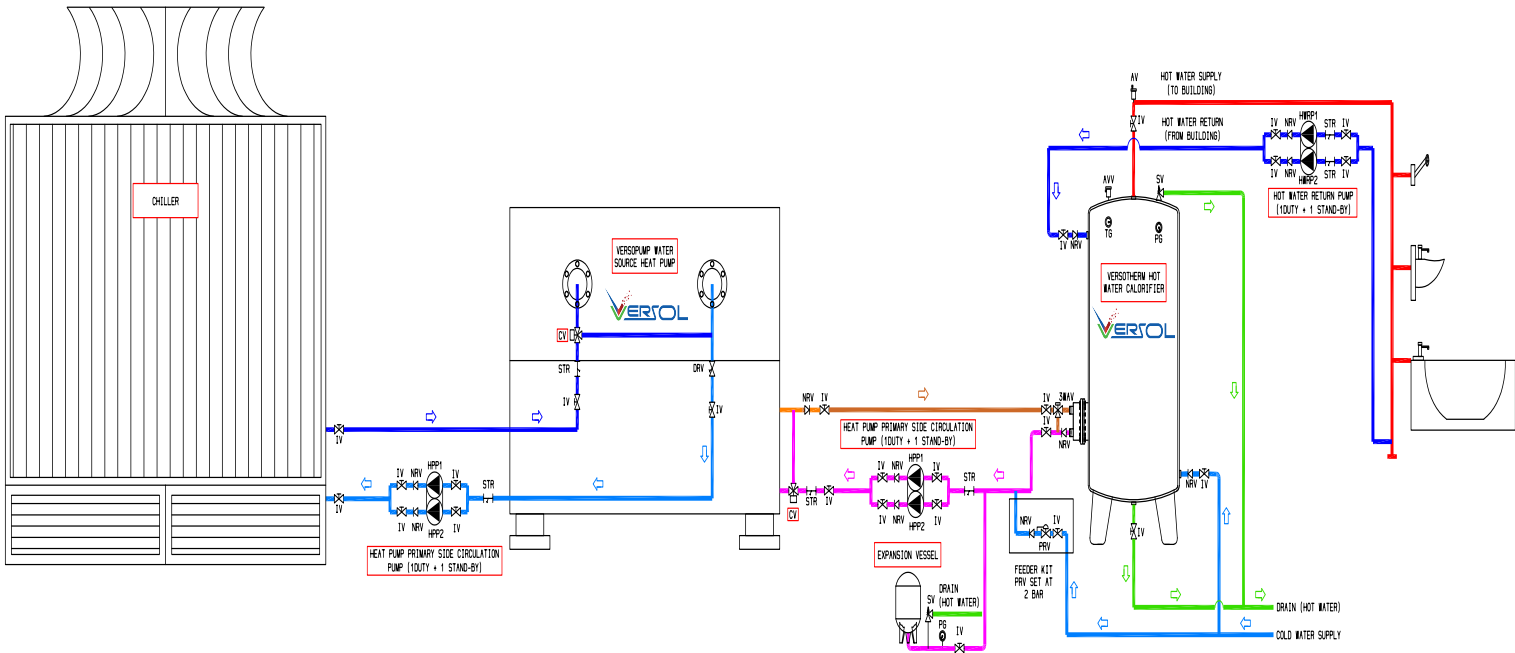 CHILLER
IV
IV
HPP1
IV
NRV
IV
IV
NRV
IV
HPP2
STR
HEAT PUMP PRIMARY SIDE CIRCULATION
PUMP (1DUTY + 1 STAND-BY)
VERSOPUMP WATER
SOURCE HEAT PUMP
VERSOL
CV
STR
IV
DRV
IV
NRV
IV
HEAT PUMP PRIMARY SIDE CIRCULATION
PUMP (1DUTY + 1 STAND-BY)
HPP1
IV
NRV
IV
IV
NRV
IV
HPP2
STR
STR
IV
CV
EXPANSION VESSEL
DRAIN
(HOT WATER)
SV
PG
IV
NRV
IV
PRV
FEEDER KIT
PRV SET AT
2 BAR
IV
3WAV
IV
NRV
AV
IV
HOT WATER SUPPLY
(TO BUILDING)
HOT WATER RETURN
(FROM BUILDING)
AVV
SV
TG
PG
IV
NRV
VERSOTHERM HOT
WATER CALORIFIER
VERSOL
NRV
IV
IV
HWRP1
IV
NRV
STR
IV
IV
NRV
STR
IV
HWRP2
HOT WATER RETURN PUMP
(1DUTY + 1 STAND-BY)
DRAIN (HOT WATER)
COLD WATER SUPPLY